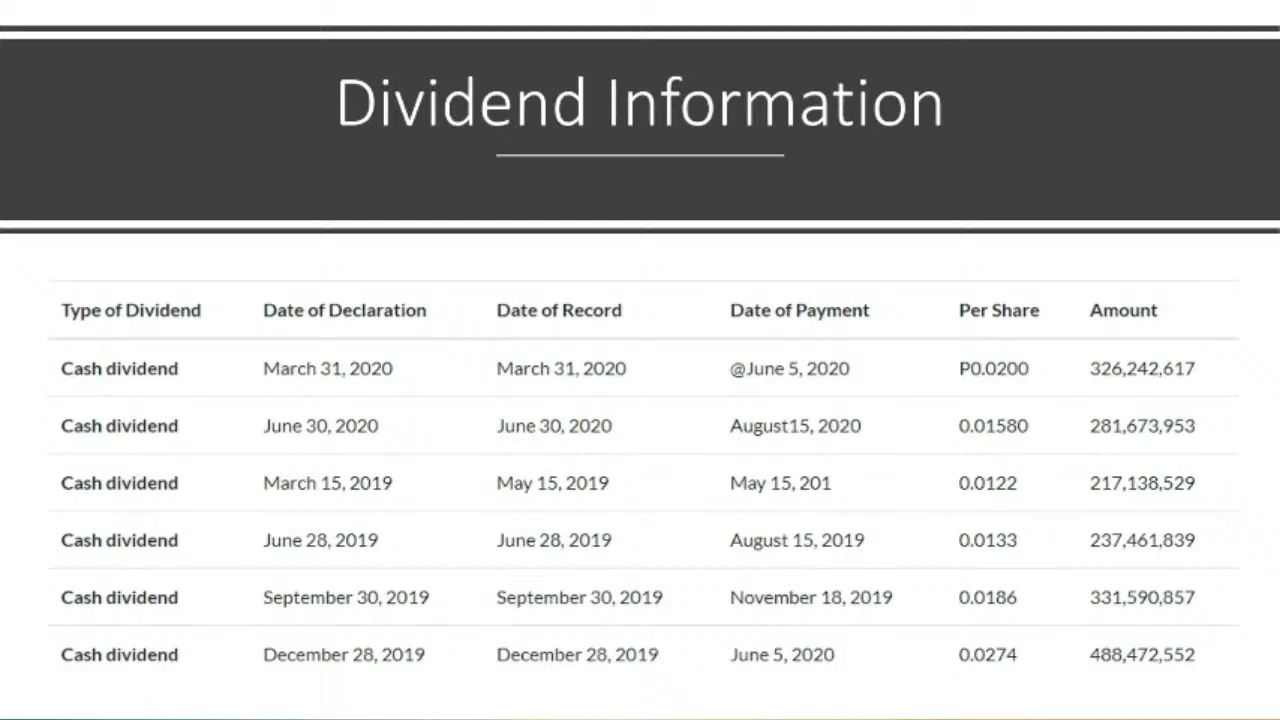 Dividend Information
Type of Dividend Date of Declaration Date of Record Date of Payment Per Share Amount
Cash dividend March 31, 2020 March 31, 2020 @June 5, 2020 P0.0200 326,242,617
Cash dividend June 30, 2020 June 30, 2020 August15, 2020 0.01580 281,673,953
Cash dividend March 15, 2019 May 15, 2019 May 15, 201 0.0122 217,138,529
Cash dividend June 28, 2019 June 28, 2019 August 15, 2019 0.0133 237,461,839
Cash dividend September 30, 2019 September 30, 2019 November 18, 2019 0.0186 331,590,857
Cash dividend December 28, 2019 December 28, 2019 June 5, 2020 0.0274 488,472,552